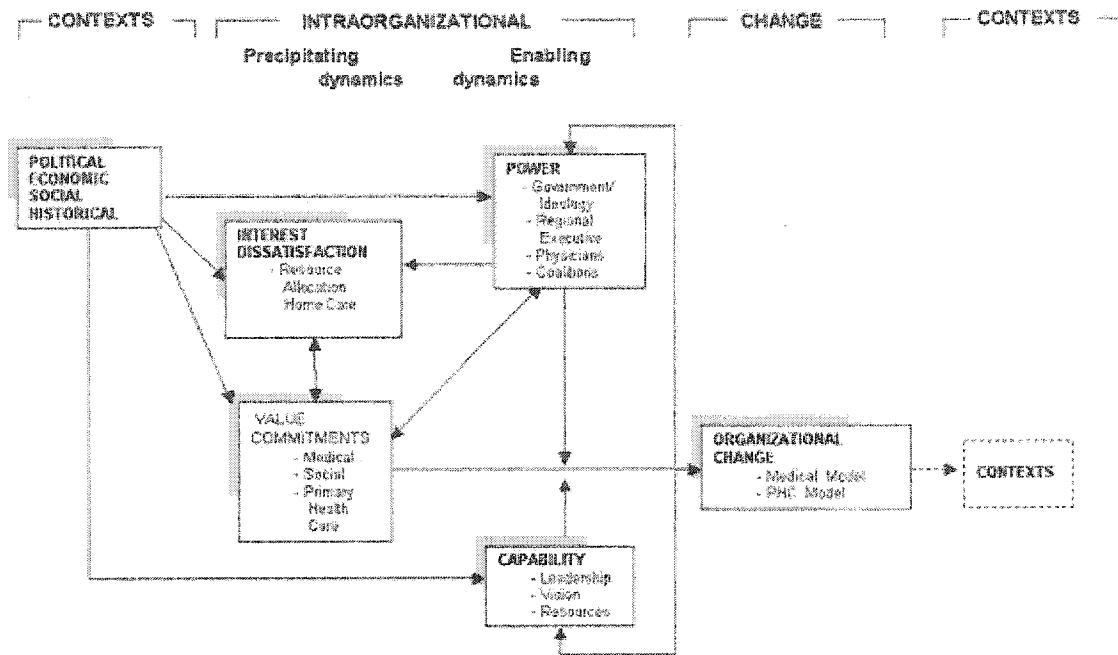 CONTEXTS
INTRAORGANIZATIONAL
CHANGE
CONTEXTS
Precipitating
dynamics
Enabling
dynamics
POLITICAL
ECONOMIC
SOCIAL
HISTORICAL
POWER
- Government/
Ideology
- Regional
Executive
- Physicians
- Coalitions
INTEREST
DISSATISFACTION
- Resource
Allocation
Home Care
VALUE
COMMITMENTS
- Medical
- Social
- Primary
Health
Care
ORGANIZATIONAL
CHANGE
- Medical Model
- PHC Model
CONTEXTS
CAPABILITY
- Leadership
- Vision
- Resources